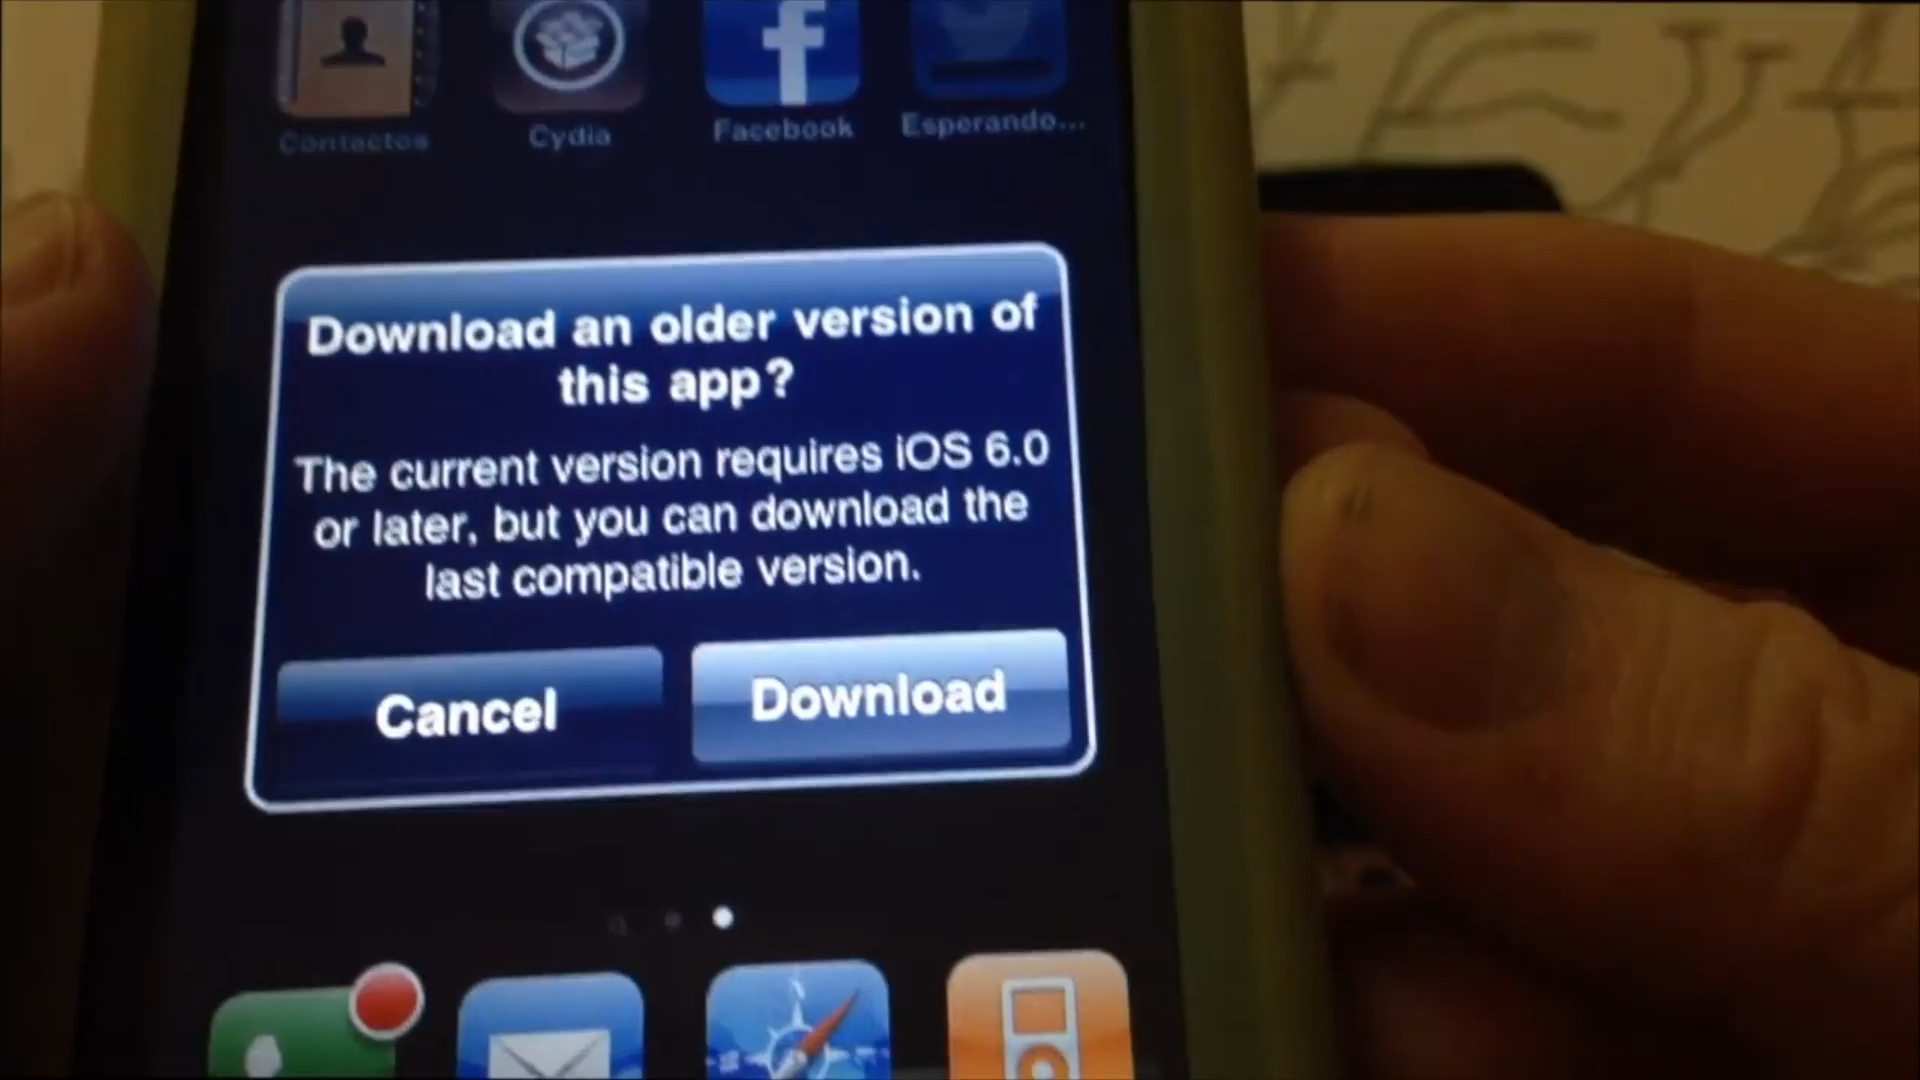 Contactos Cydia Facebook Esperando...
Download an older version of
this app?
The current version requires iOS 6.0
or later, but you can download the
last compatible version.
Cancel Download